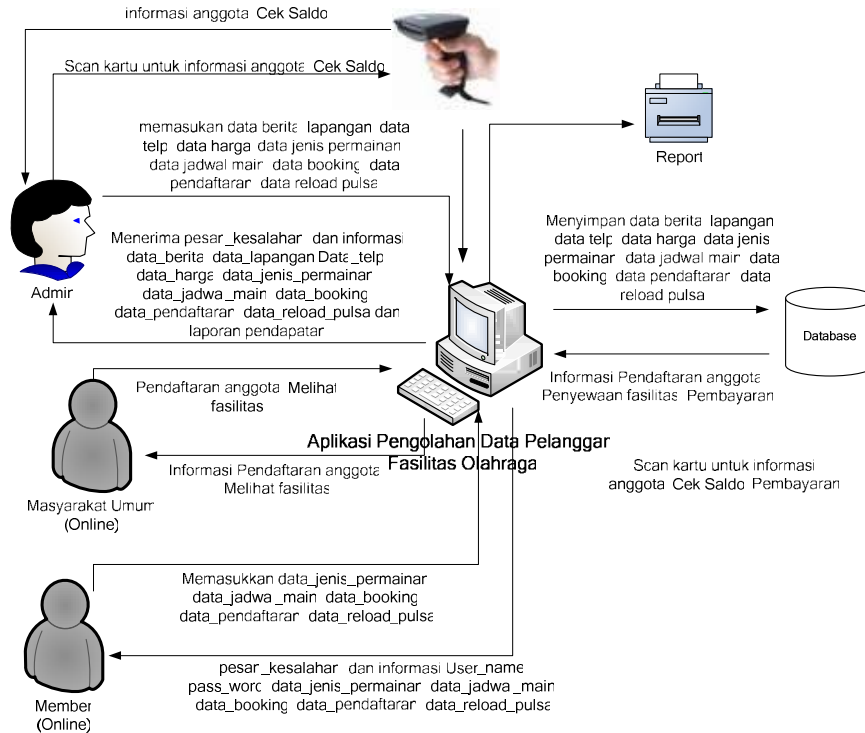 informasi anggota Cek Saldo
Scan kartu untuk informasi anggota Cek Saldo
memasukan data berita lapangan data
telp data harga data jenis permainan
data jadwal main data booking data
pendaftaran data reload pulsa
Report
Admir
Menerima pesar_kesalahar dan informasi
data_berita data_lapangan Data_telp
data_harga data_jenis_permainar
data_jadwa_main data_booking
data_pendaftarar data_reload_pulsa dan
laporan pendapatar
Menyimpan data berita lapangan
data telp data harga data jenis
permainar data jadwal main data
booking data pendaftarar data
reload pulsa
Database
Informasi Pendaftaran anggota
Penyewaan fasilitas Pembayaran
Pendaftaran anggota Melihat
fasilitas
Aplikasi Pengolahan Data Pelanggar
Fasilitas Olahraga
Informasi Pendaftaran anggota
Melihat fasilitas
Masyarakat Umum
(Online)
Scan kartu untuk informasi
anggota Cek Saldo Pembayaran
Memasukkan data_jenis_permainar
data_jadwa_main data_booking
data_pendaftarar data_reload_pulsa
pesar_kesalahar dan informasi User_name
pass_worc data_jenis_permainar data_jadwa_main
data_booking data_pendaftarar data_reload_pulsa
Member
(Online)